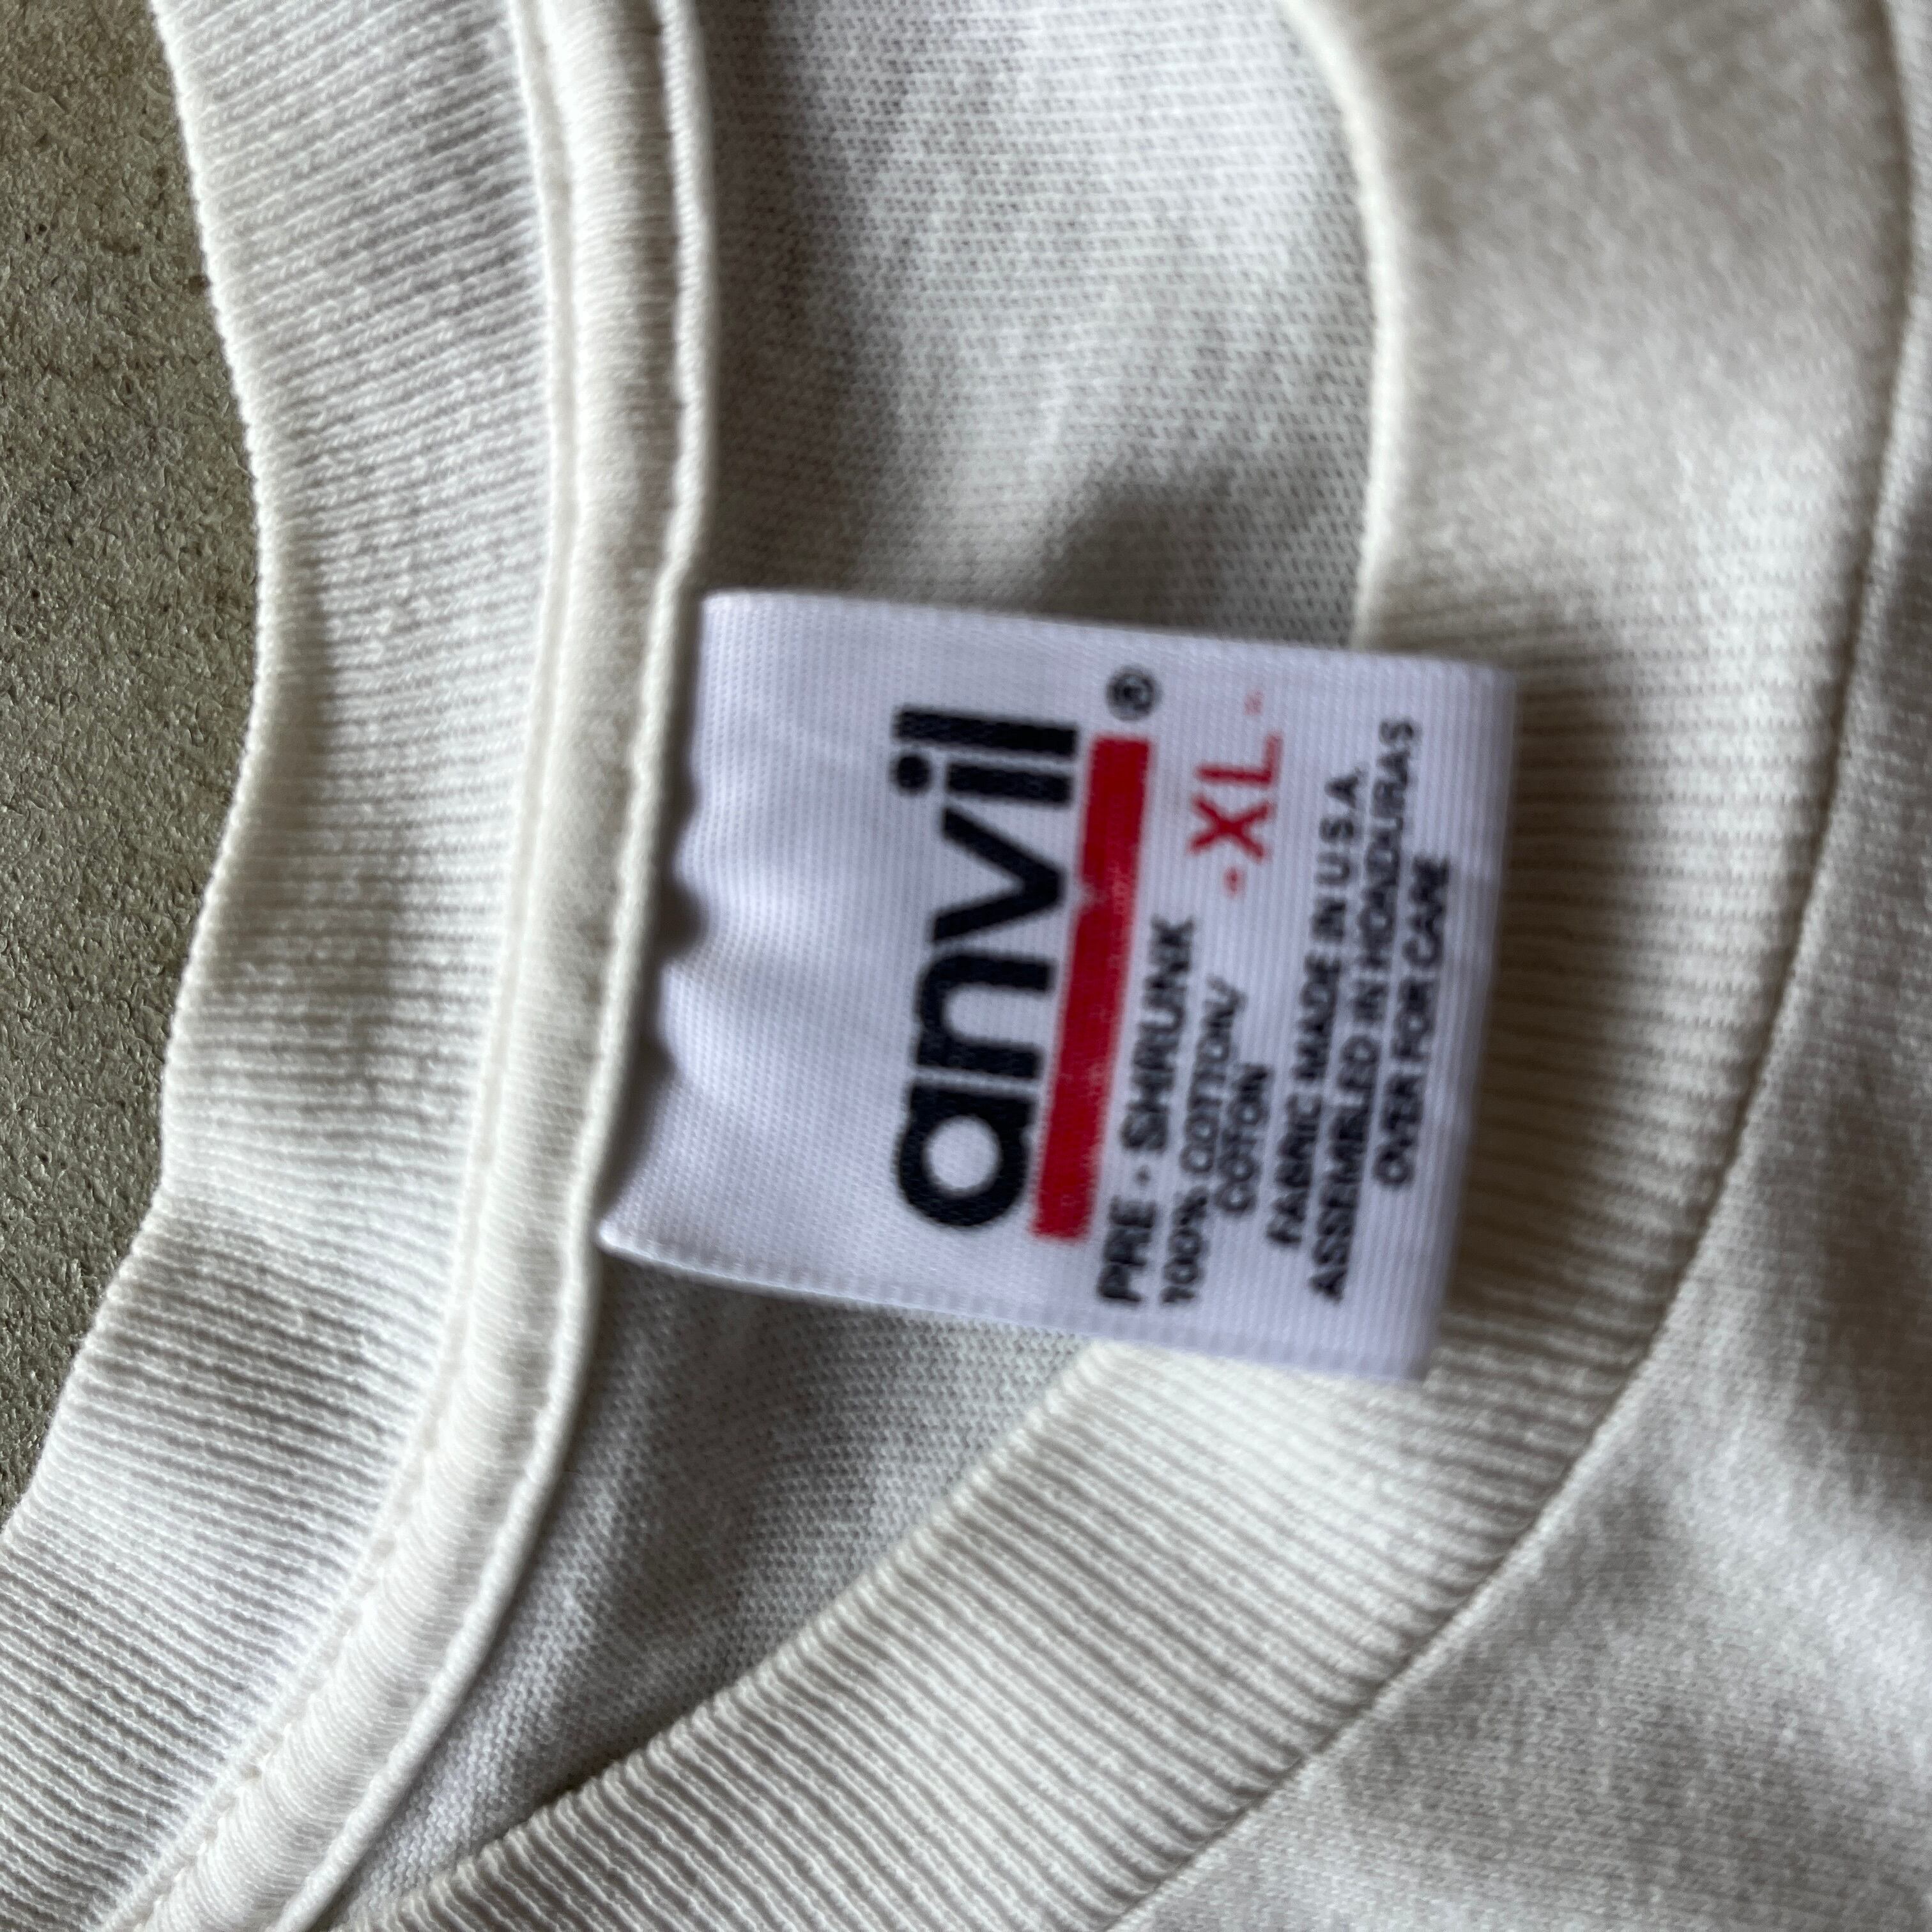 anvil®
-XL-
PRE-SHRUNK
100% COTTON/
COTON
FABRIC MADE IN U.S.A.
ASSEMBLED IN HONDURAS
OVER FOR CARE